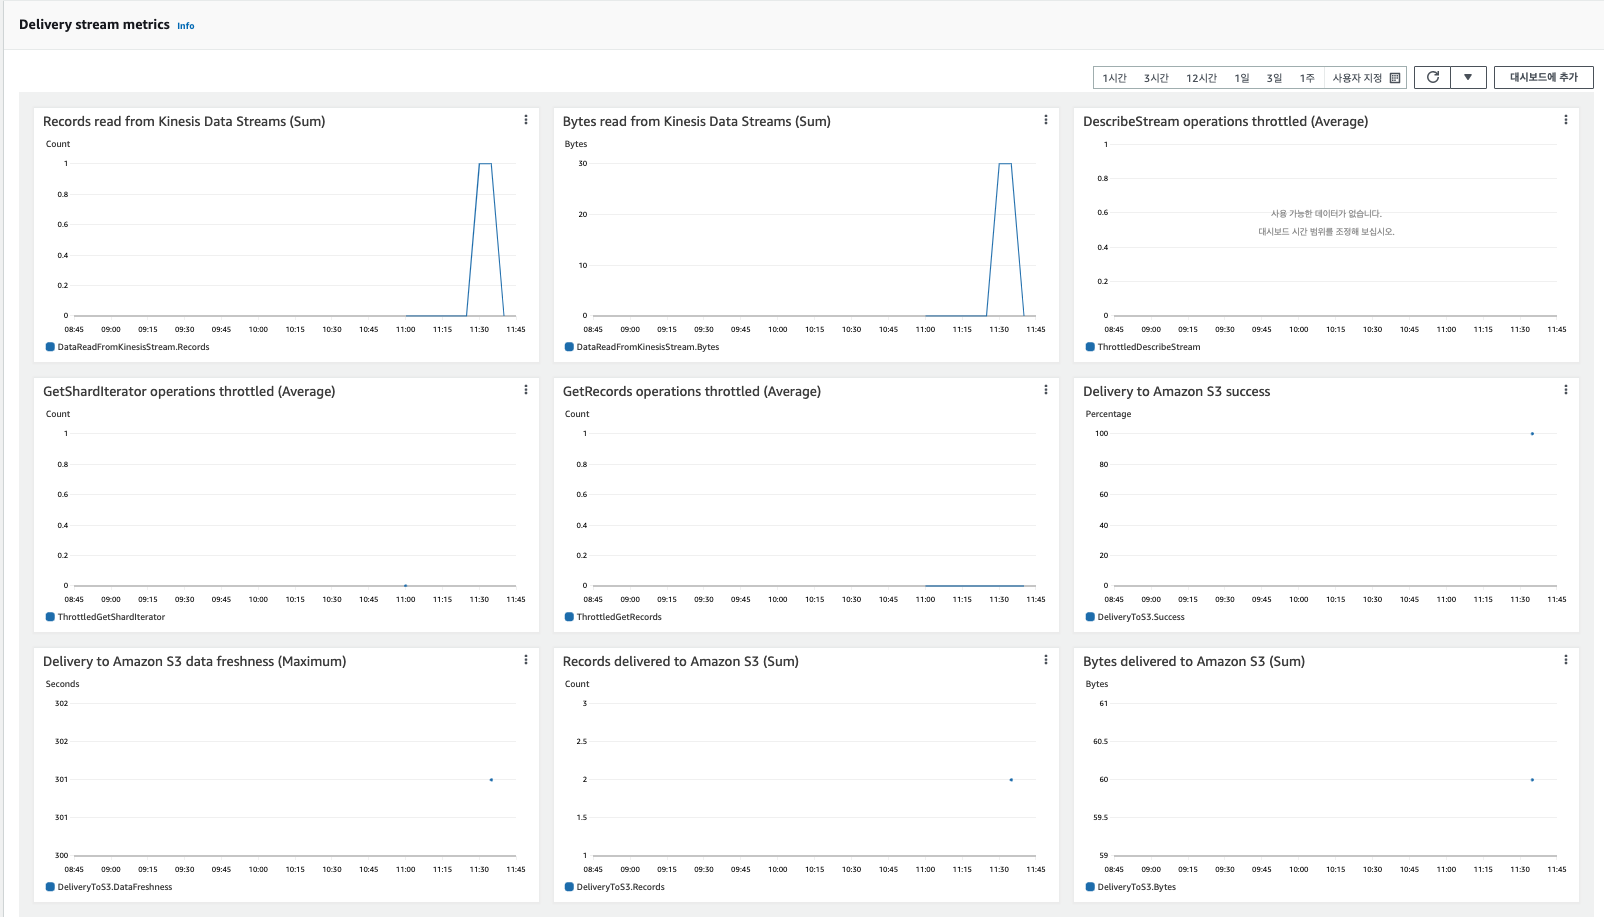 Delivery stream metrics Info
1시간 3시간 12시간 1일 3일 1주 사용자 지정 대시보드에 추가
Records read from Kinesis Data Streams (Sum)
Count
1
0.8
0.6
0.4
0.2
0
08:45 09:00 09:15 09:30 09:45 10:00 10:15 10:30 10:45 11:00 11:15 11:30 11:45
DataReadFromKinesisStream.Records
Bytes read from Kinesis Data Streams (Sum)
Bytes
30
20
10
0
08:45 09:00 09:15 09:30 09:45 10:00 10:15 10:30 10:45 11:00 11:15 11:30 11:45
DataReadFromKinesisStream.Bytes
DescribeStream operations throttled (Average)
1
0.8
0.6
0.4
0.2
0
사용 가능한 데이터가 없습니다.
대시보드 시간 범위를 조정해 보십시오.
08:45 09:00 09:15 09:30 09:45 10:00 10:15 10:30 10:45 11:00 11:15 11:30 11:45
ThrottledDescribeStream
GetShardIterator operations throttled (Average)
Count
1
0.8
0.6
0.4
0.2
0
08:45 09:00 09:15 09:30 09:45 10:00 10:15 10:30 10:45 11:00 11:15 11:30 11:45
ThrottledGetShardIterator
GetRecords operations throttled (Average)
Count
1
0.8
0.6
0.4
0.2
0
08:45 09:00 09:15 09:30 09:45 10:00 10:15 10:30 10:45 11:00 11:15 11:30 11:45
ThrottledGetRecords
Delivery to Amazon S3 success
Percentage
100
80
60
40
20
0
08:45 09:00 09:15 09:30 09:45 10:00 10:15 10:30 10:45 11:00 11:15 11:30 11:45
DeliveryToS3.Success
Delivery to Amazon S3 data freshness (Maximum)
Seconds
302
302
301
301
300
08:45 09:00 09:15 09:30 09:45 10:00 10:15 10:30 10:45 11:00 11:15 11:30 11:45
DeliveryToS3.DataFreshness
Records delivered to Amazon S3 (Sum)
Count
3
2.5
2
1.5
1
08:45 09:00 09:15 09:30 09:45 10:00 10:15 10:30 10:45 11:00 11:15 11:30 11:45
DeliveryToS3.Records
Bytes delivered to Amazon S3 (Sum)
Bytes
61
60.5
60
59.5
59
08:45 09:00 09:15 09:30 09:45 10:00 10:15 10:30 10:45 11:00 11:15 11:30 11:45
DeliveryToS3.Bytes